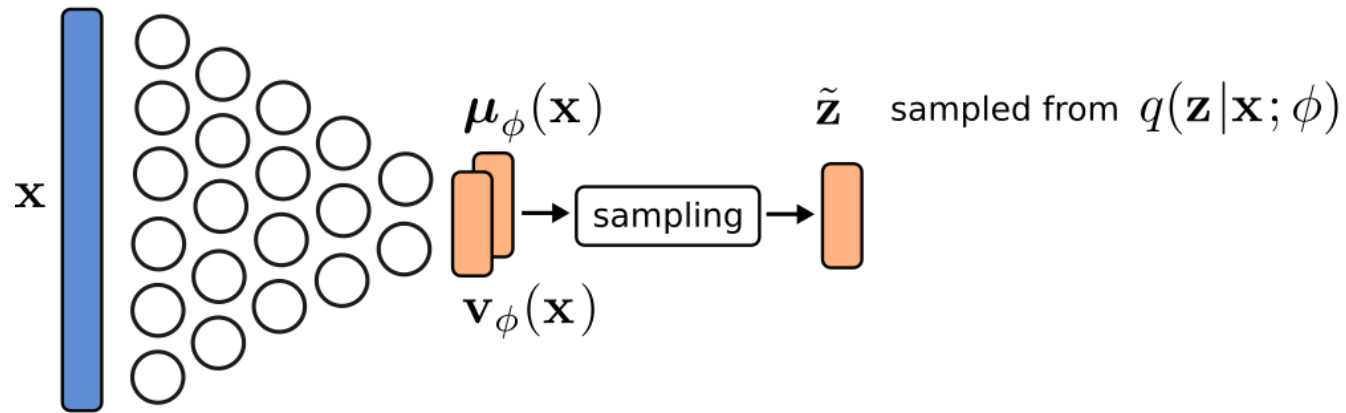 x
μ_ϕ(x)
v_ϕ(x)
sampling
z̃ sampled from q(z|x; ϕ)